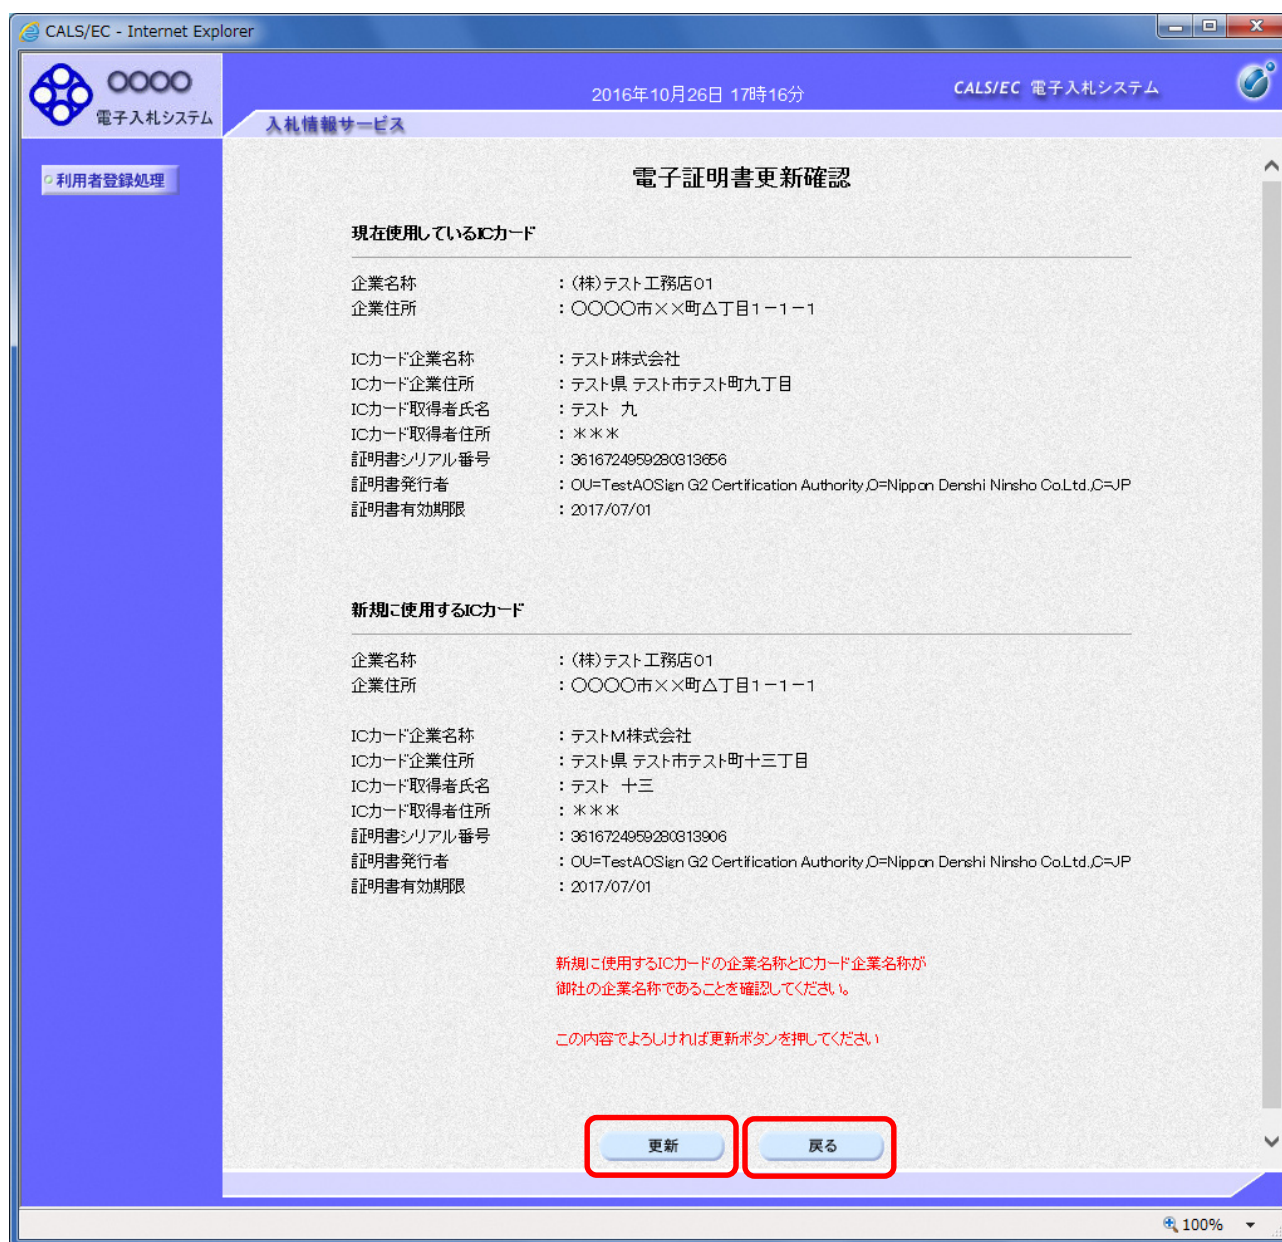 CALS/EC - Internet Explorer
○○○○
電子入札システム
2016年10月26日 17時16分
CALS/EC 電子入札システム
入札情報サービス
利用者登録処理
電子証明書更新確認
現在使用しているICカード
企業名称 ：(株)テスト工務店01
企業住所 ：○○○○市××町△丁目1－1－1
ICカード企業名称 ：テストI株式会社
ICカード企業住所 ：テスト県 テスト市テスト町九丁目
ICカード取得者氏名 ：テスト 九
ICカード取得者住所 ：＊＊＊
証明書シリアル番号 ：3616724959280313656
証明書発行者 ：OU=TestAOSign G2 Certification Authority,O=Nippon Denshi Ninsho Co.Ltd.,C=JP
証明書有効期限 ：2017/07/01
新規に使用するICカード
企業名称 ：(株)テスト工務店01
企業住所 ：○○○○市××町△丁目1－1－1
ICカード企業名称 ：テストM株式会社
ICカード企業住所 ：テスト県 テスト市テスト町十三丁目
ICカード取得者氏名 ：テスト 十三
ICカード取得者住所 ：＊＊＊
証明書シリアル番号 ：3616724959280313906
証明書発行者 ：OU=TestAOSign G2 Certification Authority,O=Nippon Denshi Ninsho Co.Ltd.,C=JP
証明書有効期限 ：2017/07/01
新規に使用するICカードの企業名称とICカード企業名称が
御社の企業名称であることを確認してください。
この内容でよろしければ更新ボタンを押してください
更新 戻る
100%